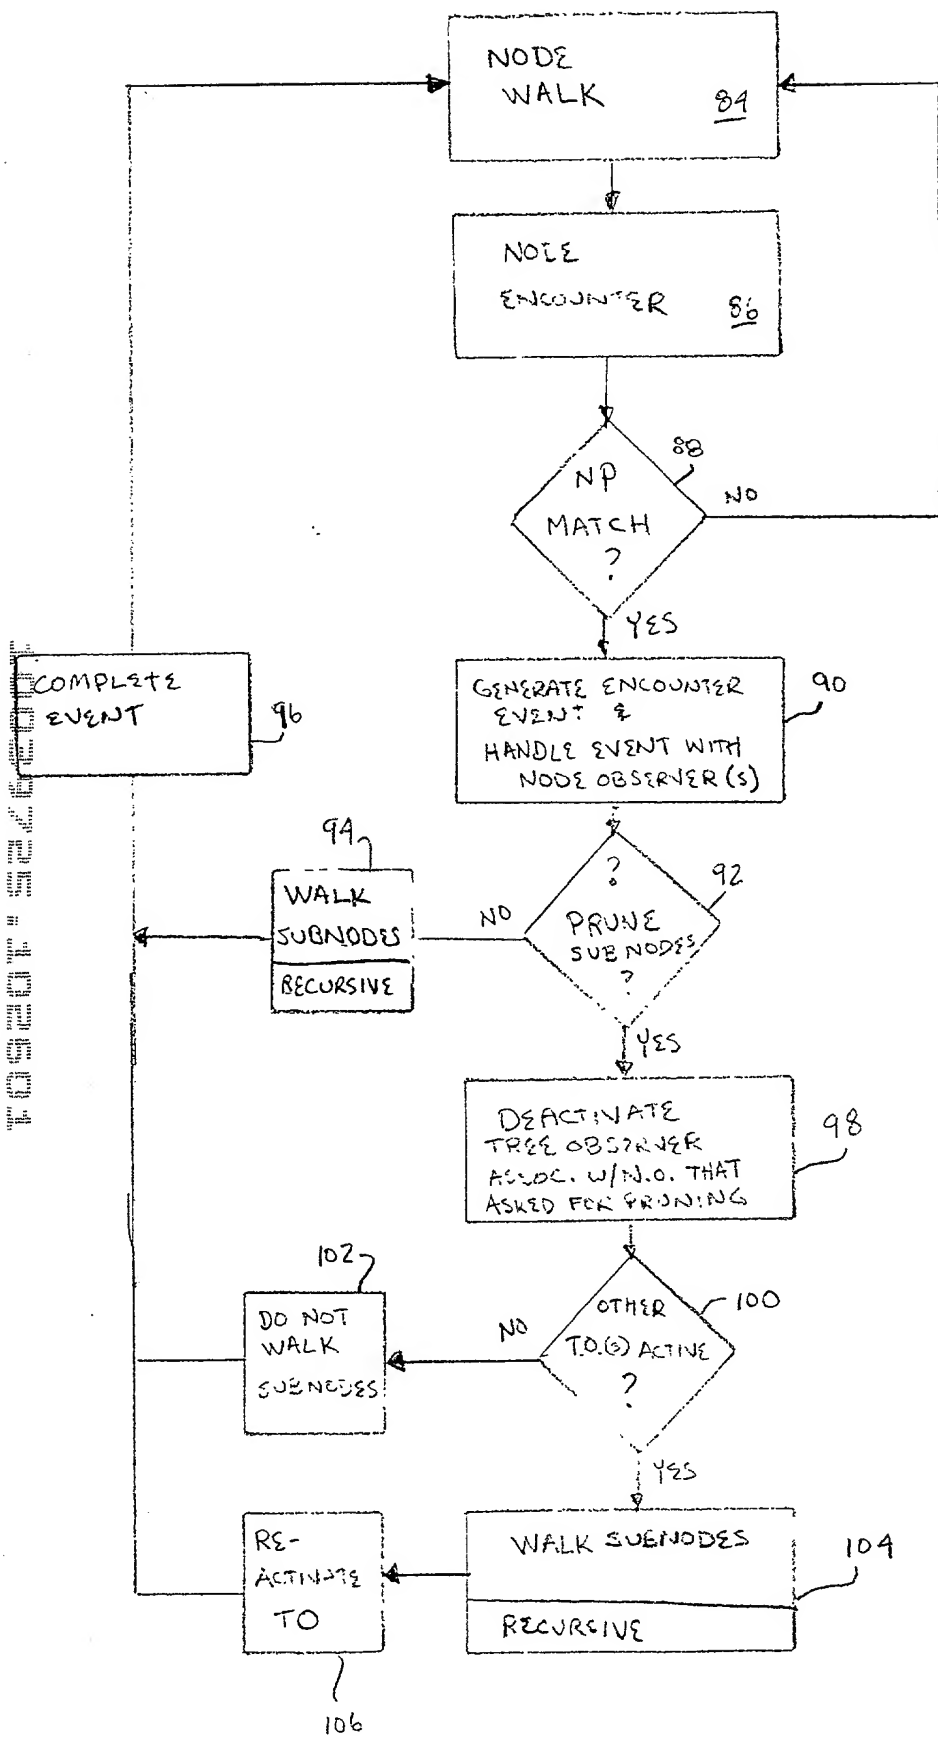 NODE
WALK
84
NODE
ENCOUNTER
86
NP
MATCH
?
88
NO
YES
GENERATE ENCOUNTER
EVENT &
HANDLE EVENT WITH
NODE OBSERVER(S)
90
COMPLETE
EVENT
96
?
PRUNE
SUBNODES
?
92
NO
94
WALK
SUBNODES
RECURSIVE
YES
DEACTIVATE
TREE OBSERVER
ASSOC. W/N.O. THAT
ASKED FOR PRUNING
98
OTHER
T.O.(S) ACTIVE
?
100
NO
102
DO NOT
WALK
SUBNODES
YES
WALK SUBNODES
RECURSIVE
104
RE-
ACTIVATE
TO
106
10039725.102601